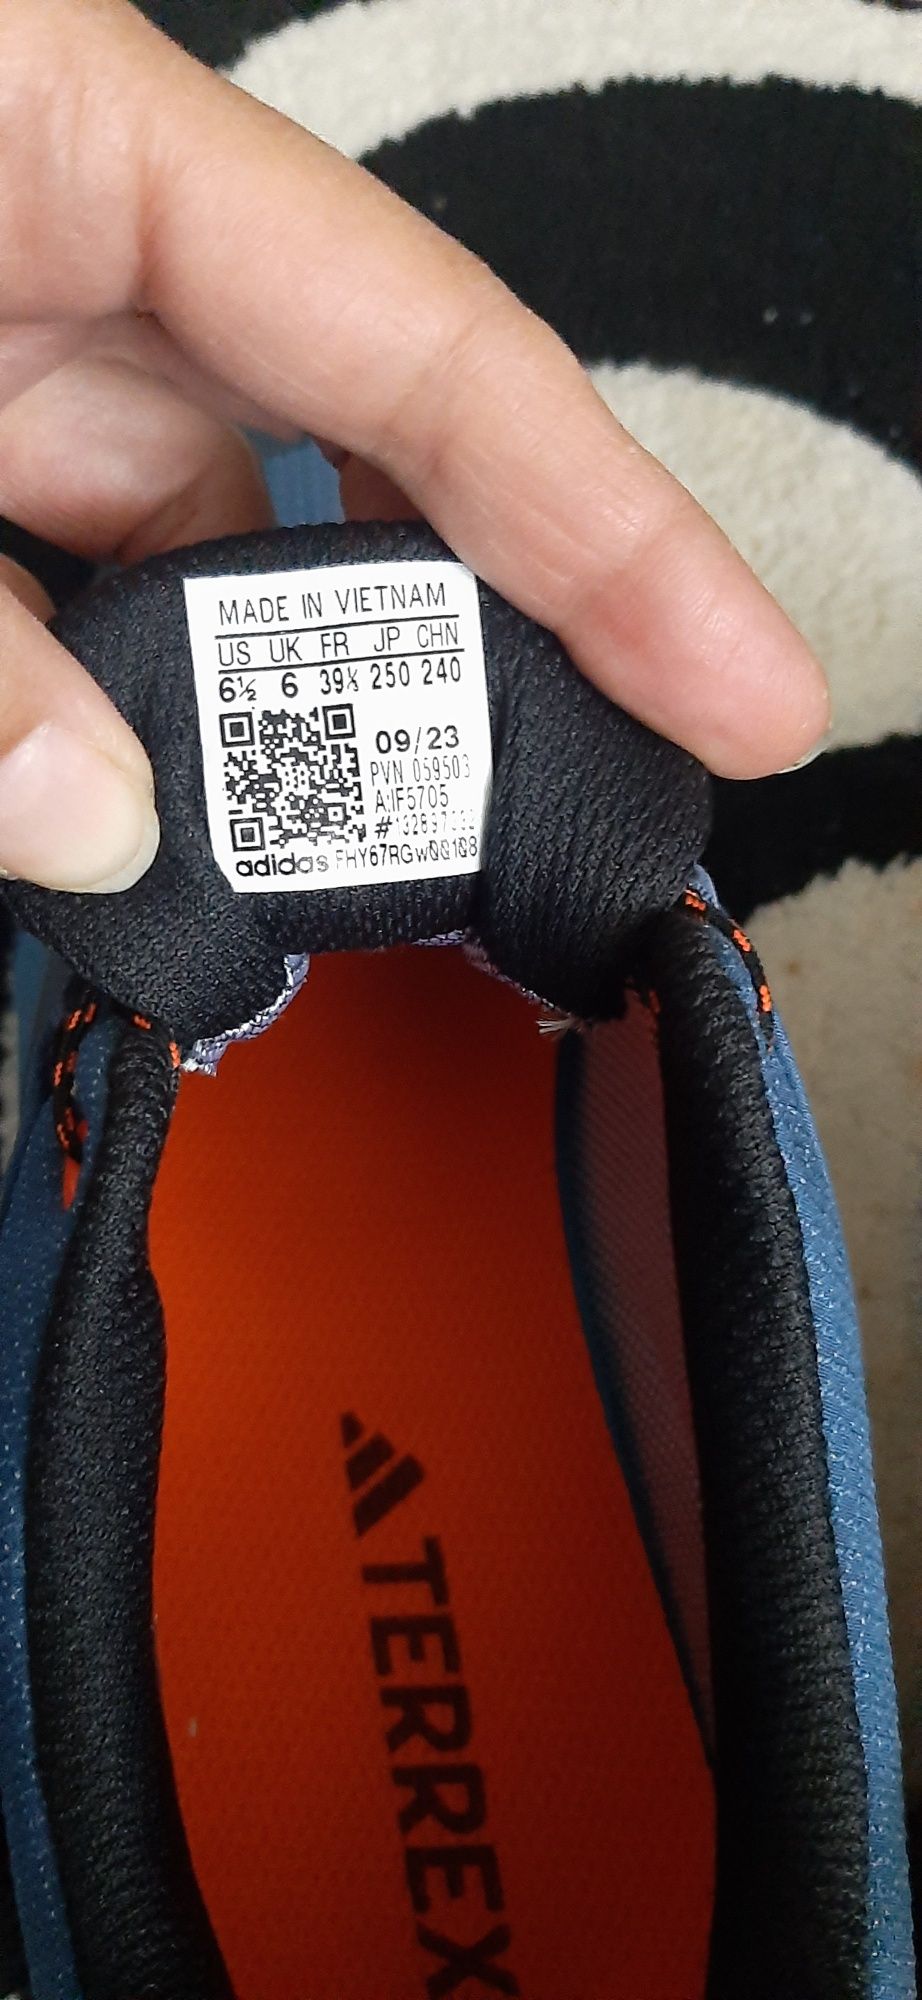 MADE IN VIETNAM
US UK FR JP CHN
6½ 6 39⅓ 250 240
09/23
PVN 059503
A:IF5705
adidas
TERREX